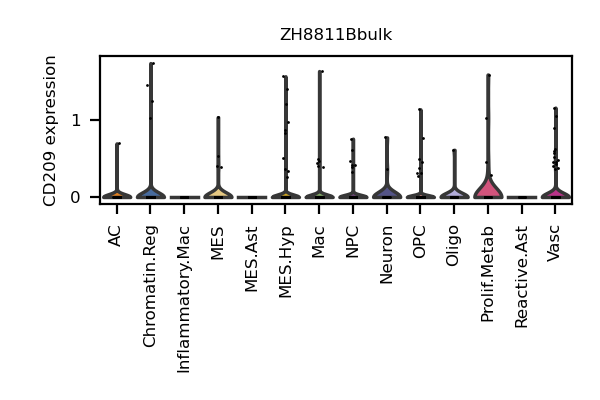 ZH8811Bbulk
CD209 expression
1
0
AC
Chromatin.Reg
Inflammatory.Mac
MES
MES.Ast
MES.Hyp
Mac
NPC
Neuron
OPC
Oligo
Prolif.Metab
Reactive.Ast
Vasc